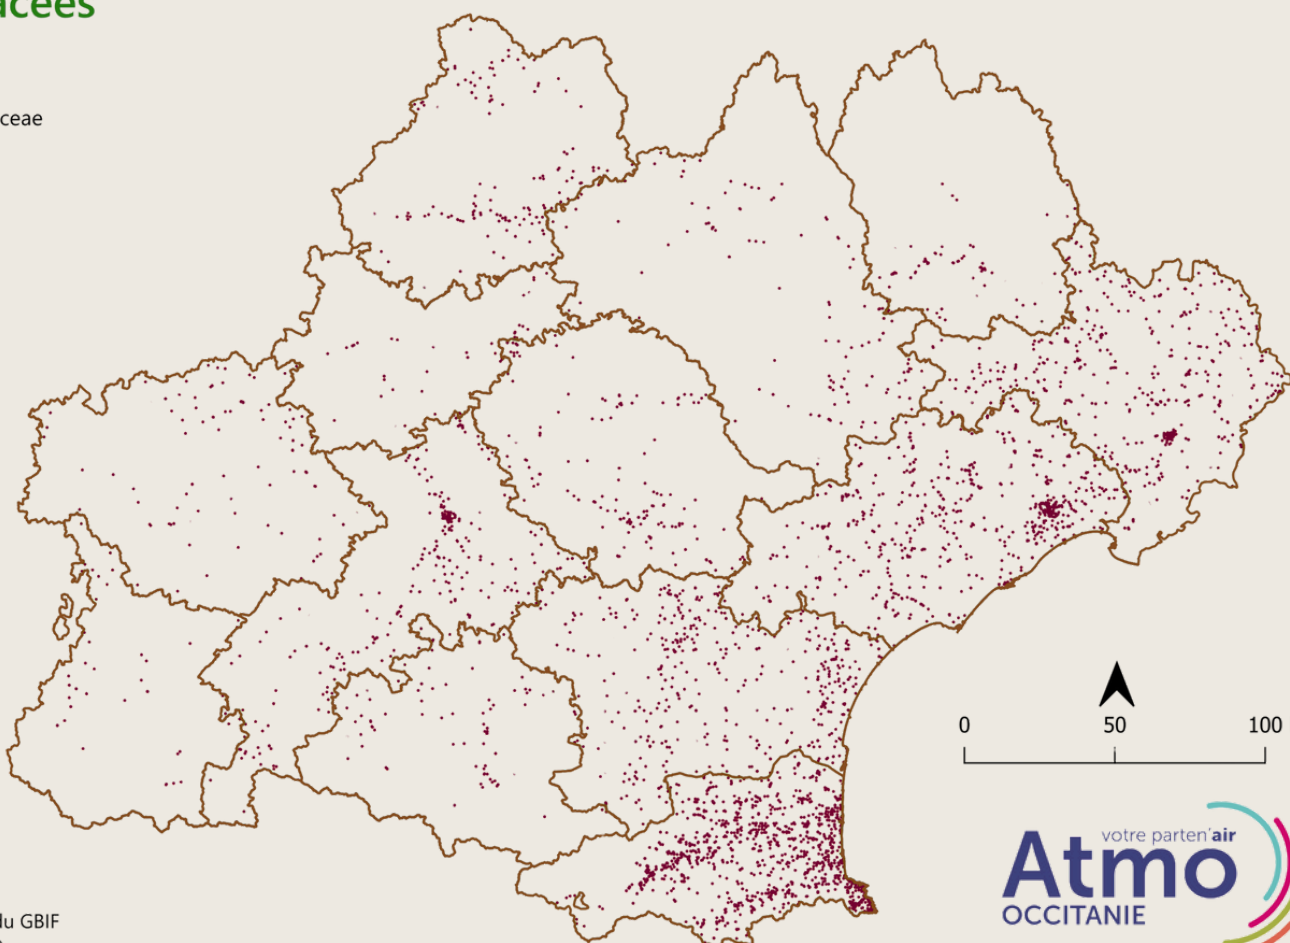 acées
ceae
0 50 100
votre parten'air
Atmo
OCCITANIE
du GBIF